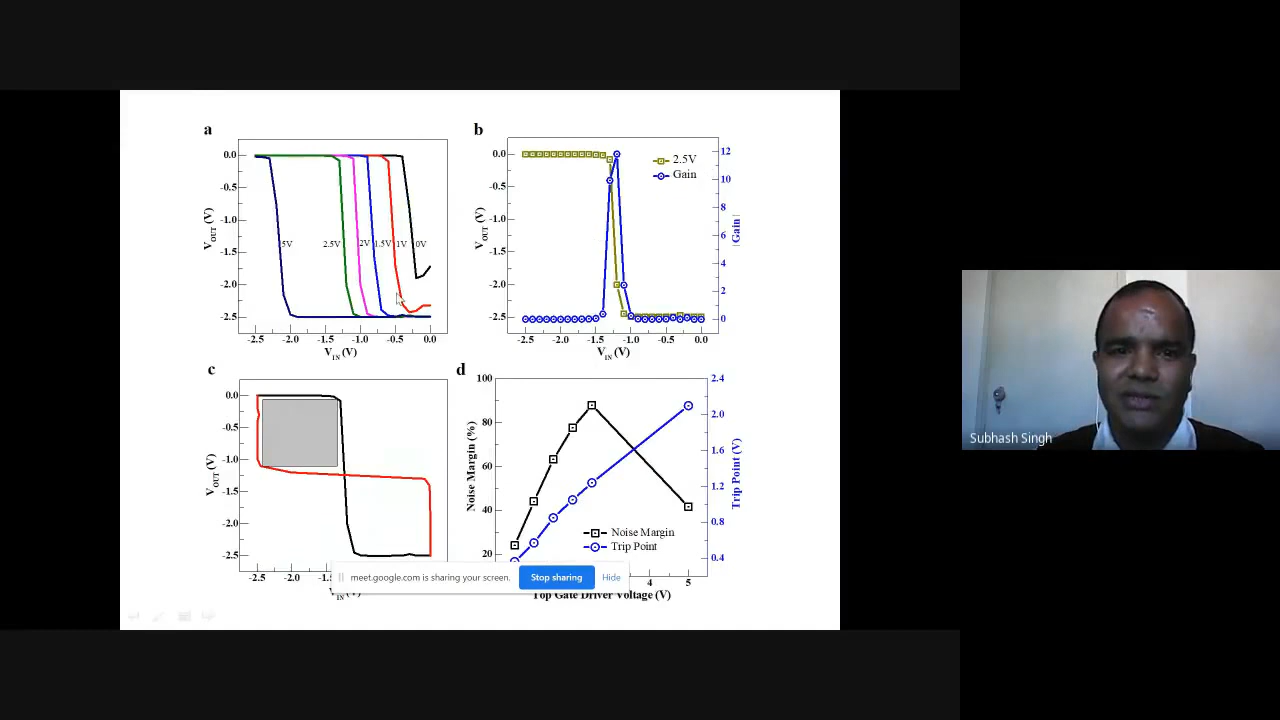 a
0.0
-0.5
-1.0
-1.5
-2.0
-2.5
V_OUT (V)
5V 2.5V 2V 1.5V 1V 0V
-2.5 -2.0 -1.5 -1.0 -0.5 0.0
V_IN (V)
b
0.0
-0.5
-1.0
-1.5
-2.0
-2.5
V_OUT (V)
2.5V
Gain
12
10
8
6
4
2
0
|Gain|
-2.5 -2.0 -1.5 -1.0 -0.5 0.0
V_IN (V)
c
0.0
-0.5
-1.0
-1.5
-2.0
-2.5
V_OUT (V)
-2.5 -2.0
V_IN (V)
d
100
80
60
40
20
Noise Margin (%)
Noise Margin
Trip Point
2.4
2.0
1.6
1.2
0.8
0.4
Trip Point (V)
4 5
Top Gate Driver Voltage (V)
meet.google.com is sharing your screen. Stop sharing Hide
Subhash Singh